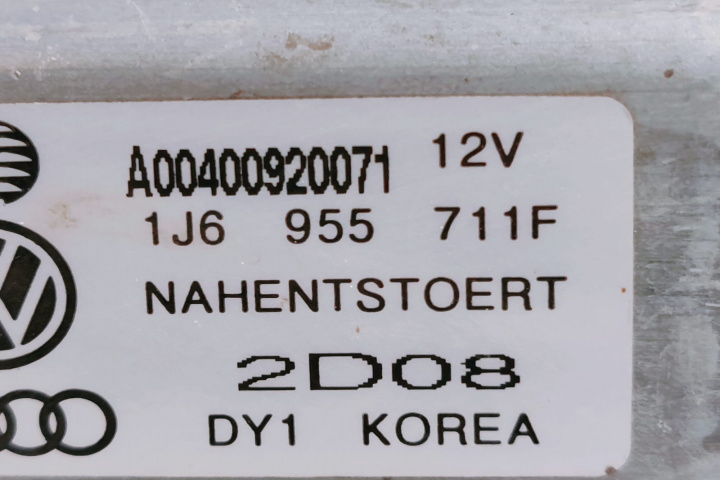 A00400920071 12V
1J6 955 711F
NAHENTSTOERT
2D08
DY1 KOREA